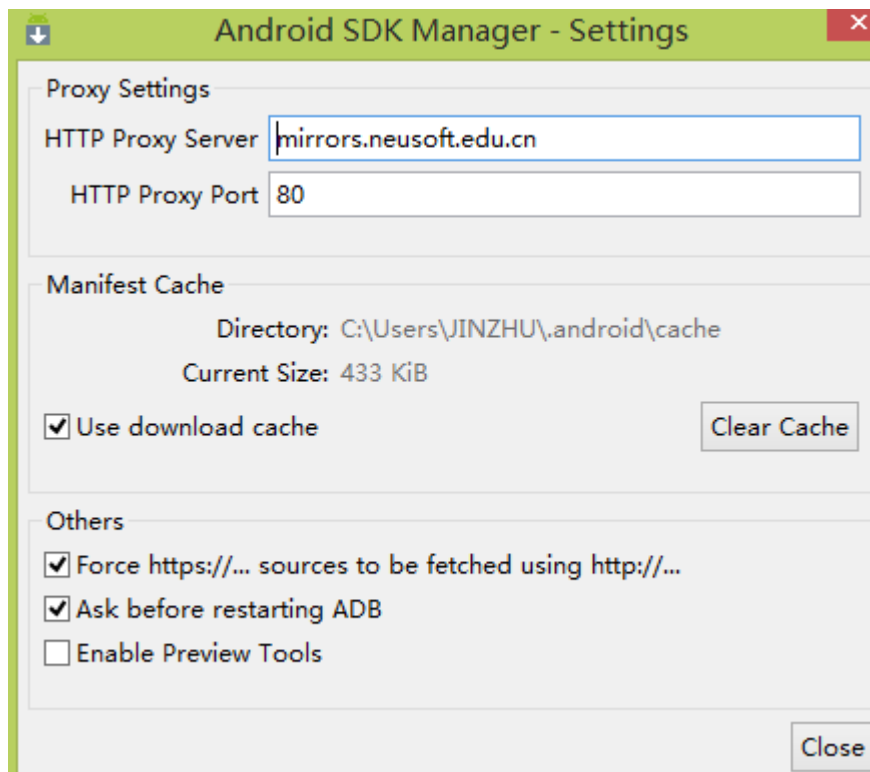 Android SDK Manager - Settings
Proxy Settings
HTTP Proxy Server mirrors.neusoft.edu.cn
HTTP Proxy Port 80
Manifest Cache
Directory: C:\Users\JINZHU\.android\cache
Current Size: 433 KiB
Use download cache Clear Cache
Others
Force https://... sources to be fetched using http://...
Ask before restarting ADB
Enable Preview Tools
Close